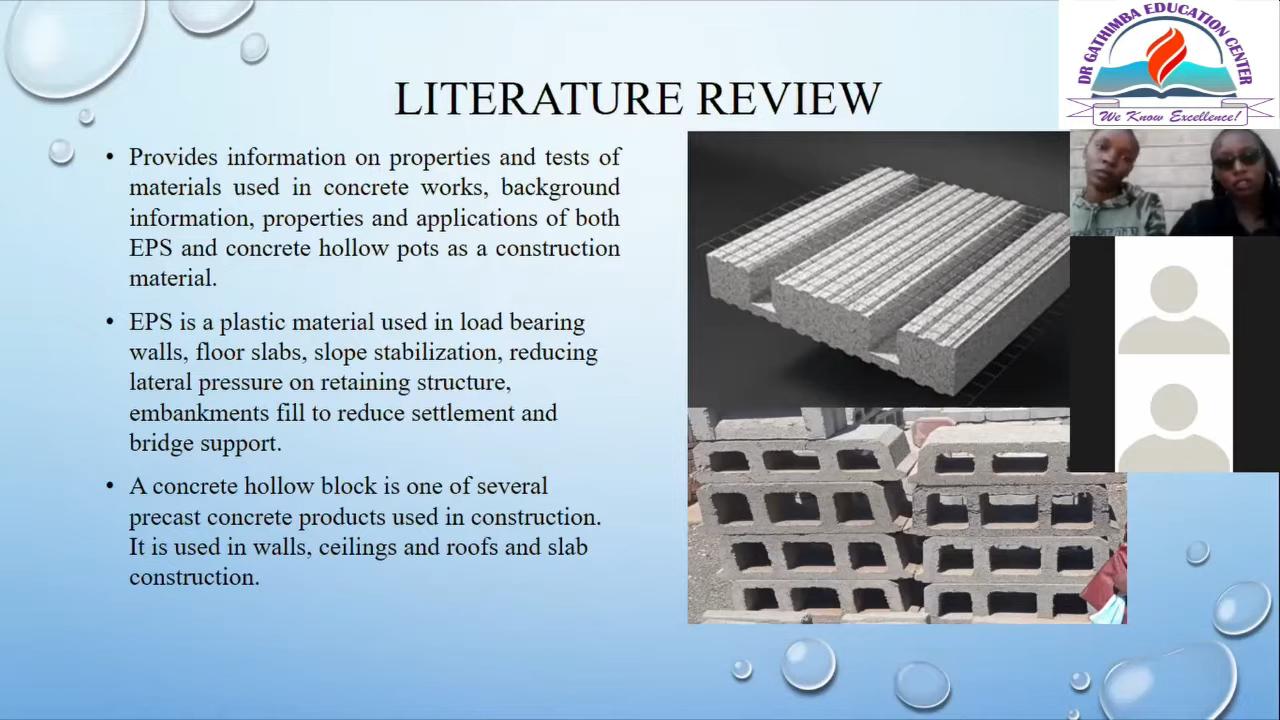 DR GATHIMBA EDUCATION CENTER
We Know Excellence!
LITERATURE REVIEW
• Provides information on properties and tests of
materials used in concrete works, background
information, properties and applications of both
EPS and concrete hollow pots as a construction
material.
• EPS is a plastic material used in load bearing
walls, floor slabs, slope stabilization, reducing
lateral pressure on retaining structure,
embankments fill to reduce settlement and
bridge support.
• A concrete hollow block is one of several
precast concrete products used in construction.
It is used in walls, ceilings and roofs and slab
construction.